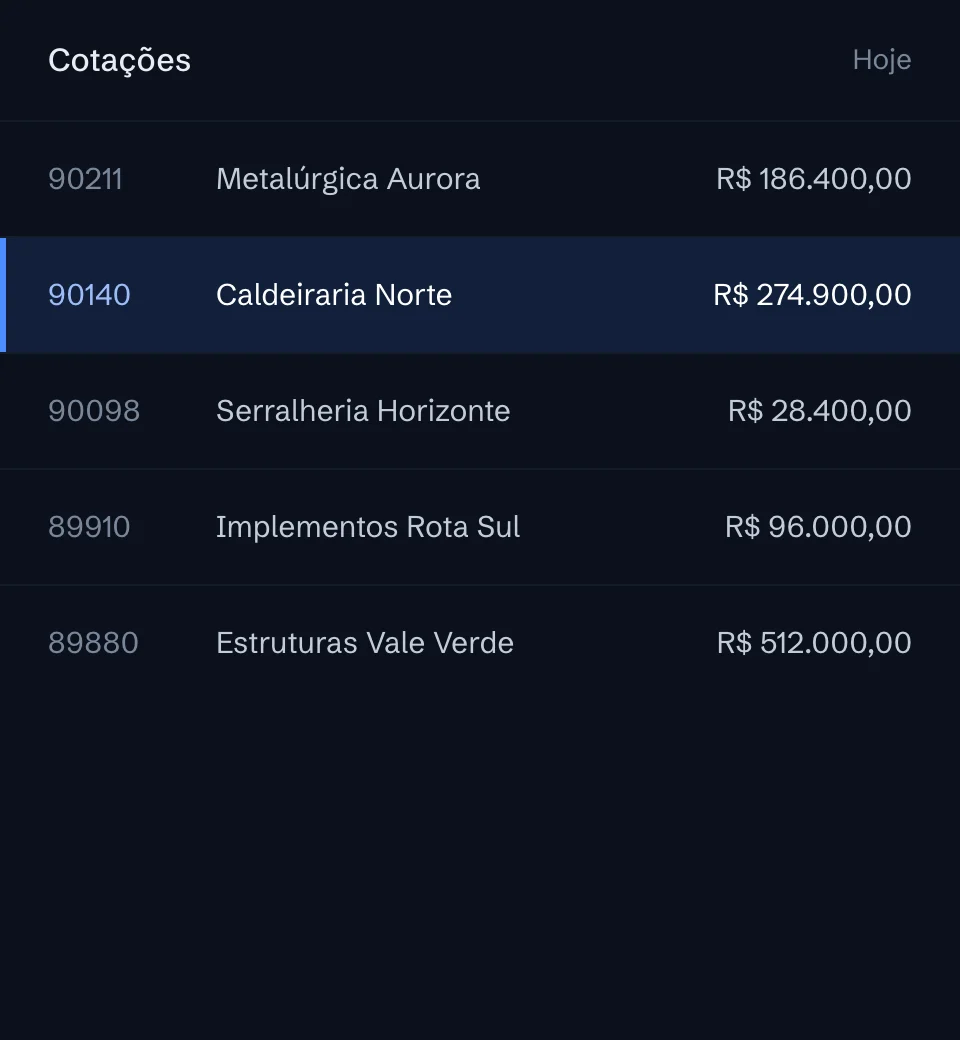 Cotações Hoje
90211 Metalúrgica Aurora R$ 186.400,00
90140 Caldeiraria Norte R$ 274.900,00
90098 Serralheria Horizonte R$ 28.400,00
89910 Implementos Rota Sul R$ 96.000,00
89880 Estruturas Vale Verde R$ 512.000,00